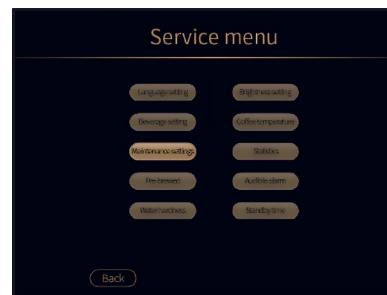 Service menu
Language setting
Brightness setting
Beverage setting
Coffee temperature
Maintenance settings
Statistics
Pre-brewed
Audible alarm
Water hardness
Standby time
Back